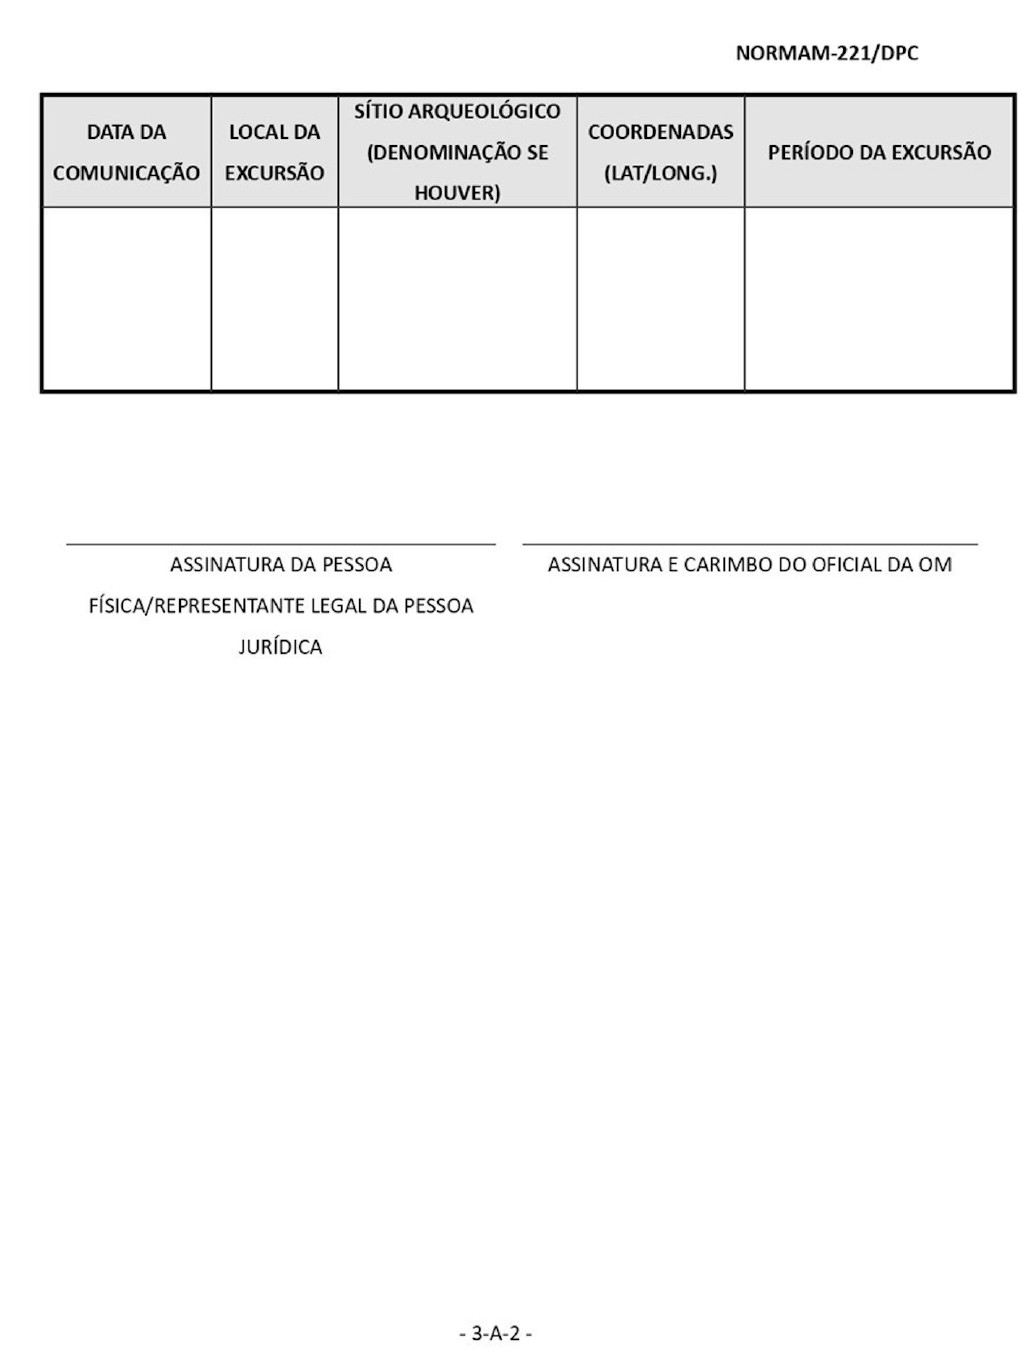 NORMAM-221/DPC
DATA DA
COMUNICAÇÃO
LOCAL DA
EXCURSÃO
SÍTIO ARQUEOLÓGICO
(DENOMINAÇÃO SE
HOUVER)
COORDENADAS
(LAT/LONG.)
PERÍODO DA EXCURSÃO
ASSINATURA DA PESSOA
FÍSICA/REPRESENTANTE LEGAL DA PESSOA
JURÍDICA
ASSINATURA E CARIMBO DO OFICIAL DA OM
- 3-A-2 -